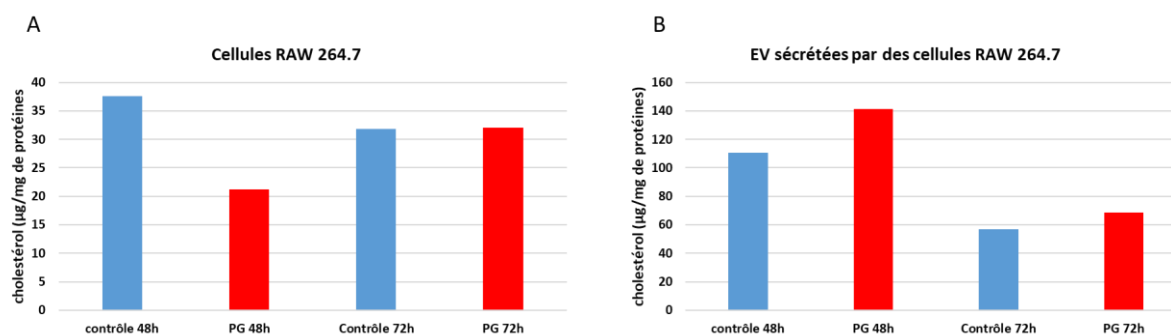 A
Cellules RAW 264.7
cholestérol (µg/mg de protéines)
40
35
30
25
20
15
10
5
0
contrôle 48h
PG 48h
Contrôle 72h
PG 72h
B
EV sécrétées par des cellules RAW 264.7
cholestérol (µg/mg de protéines)
160
140
120
100
80
60
40
20
0
contrôle 48h
PG 48h
Contrôle 72h
PG 72h